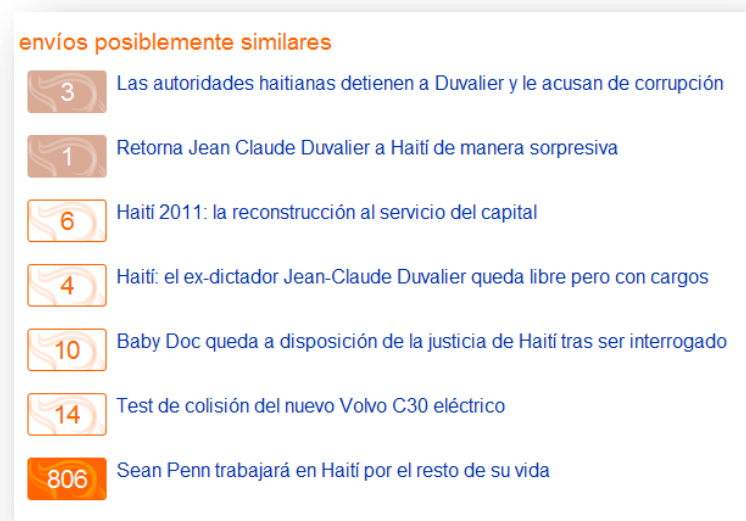 envíos posiblemente similares
3 Las autoridades haitianas detienen a Duvalier y le acusan de corrupción
1 Retorna Jean Claude Duvalier a Haití de manera sorpresiva
6 Haití 2011: la reconstrucción al servicio del capital
4 Haití: el ex-dictador Jean-Claude Duvalier queda libre pero con cargos
10 Baby Doc queda a disposición de la justicia de Haití tras ser interrogado
14 Test de colisión del nuevo Volvo C30 eléctrico
806 Sean Penn trabajará en Haití por el resto de su vida